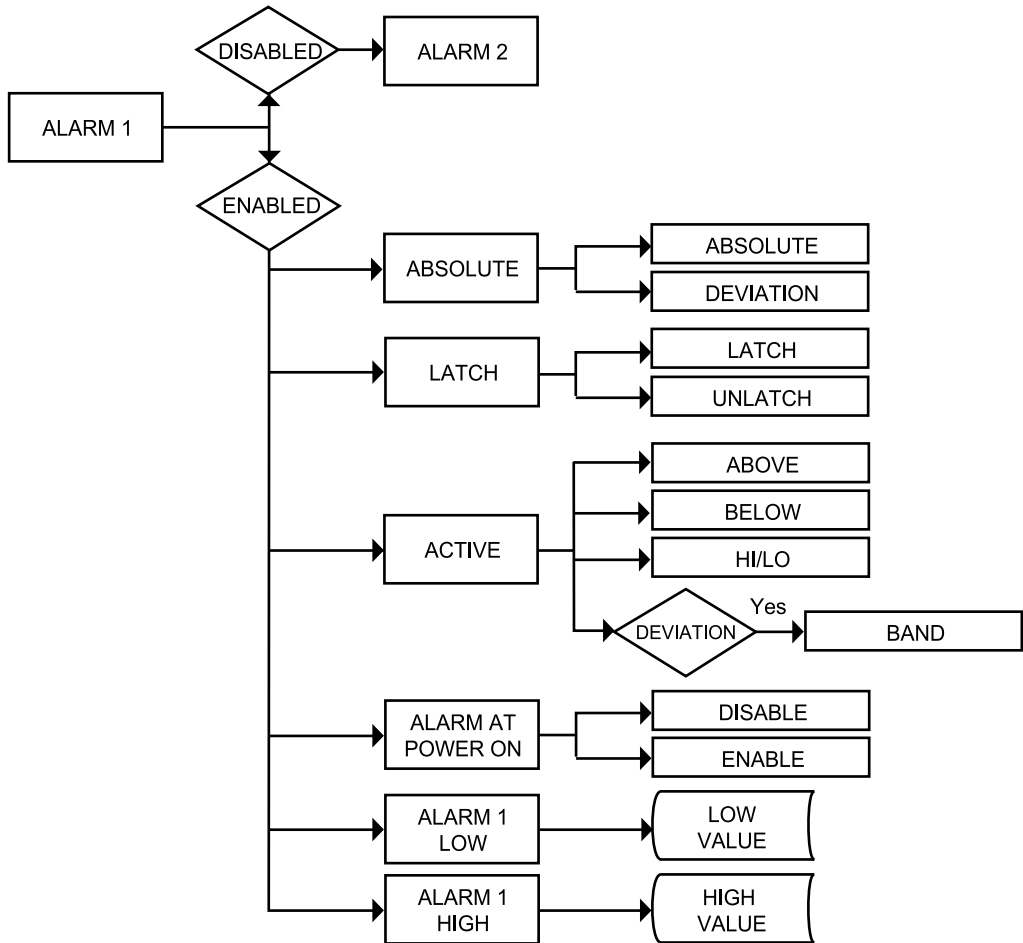 DISABLED
ALARM 2
ALARM 1
ENABLED
ABSOLUTE
ABSOLUTE
DEVIATION
LATCH
LATCH
UNLATCH
ACTIVE
ABOVE
BELOW
HI/LO
DEVIATION
Yes
BAND
ALARM AT
POWER ON
DISABLE
ENABLE
ALARM 1
LOW
LOW
VALUE
ALARM 1
HIGH
HIGH
VALUE